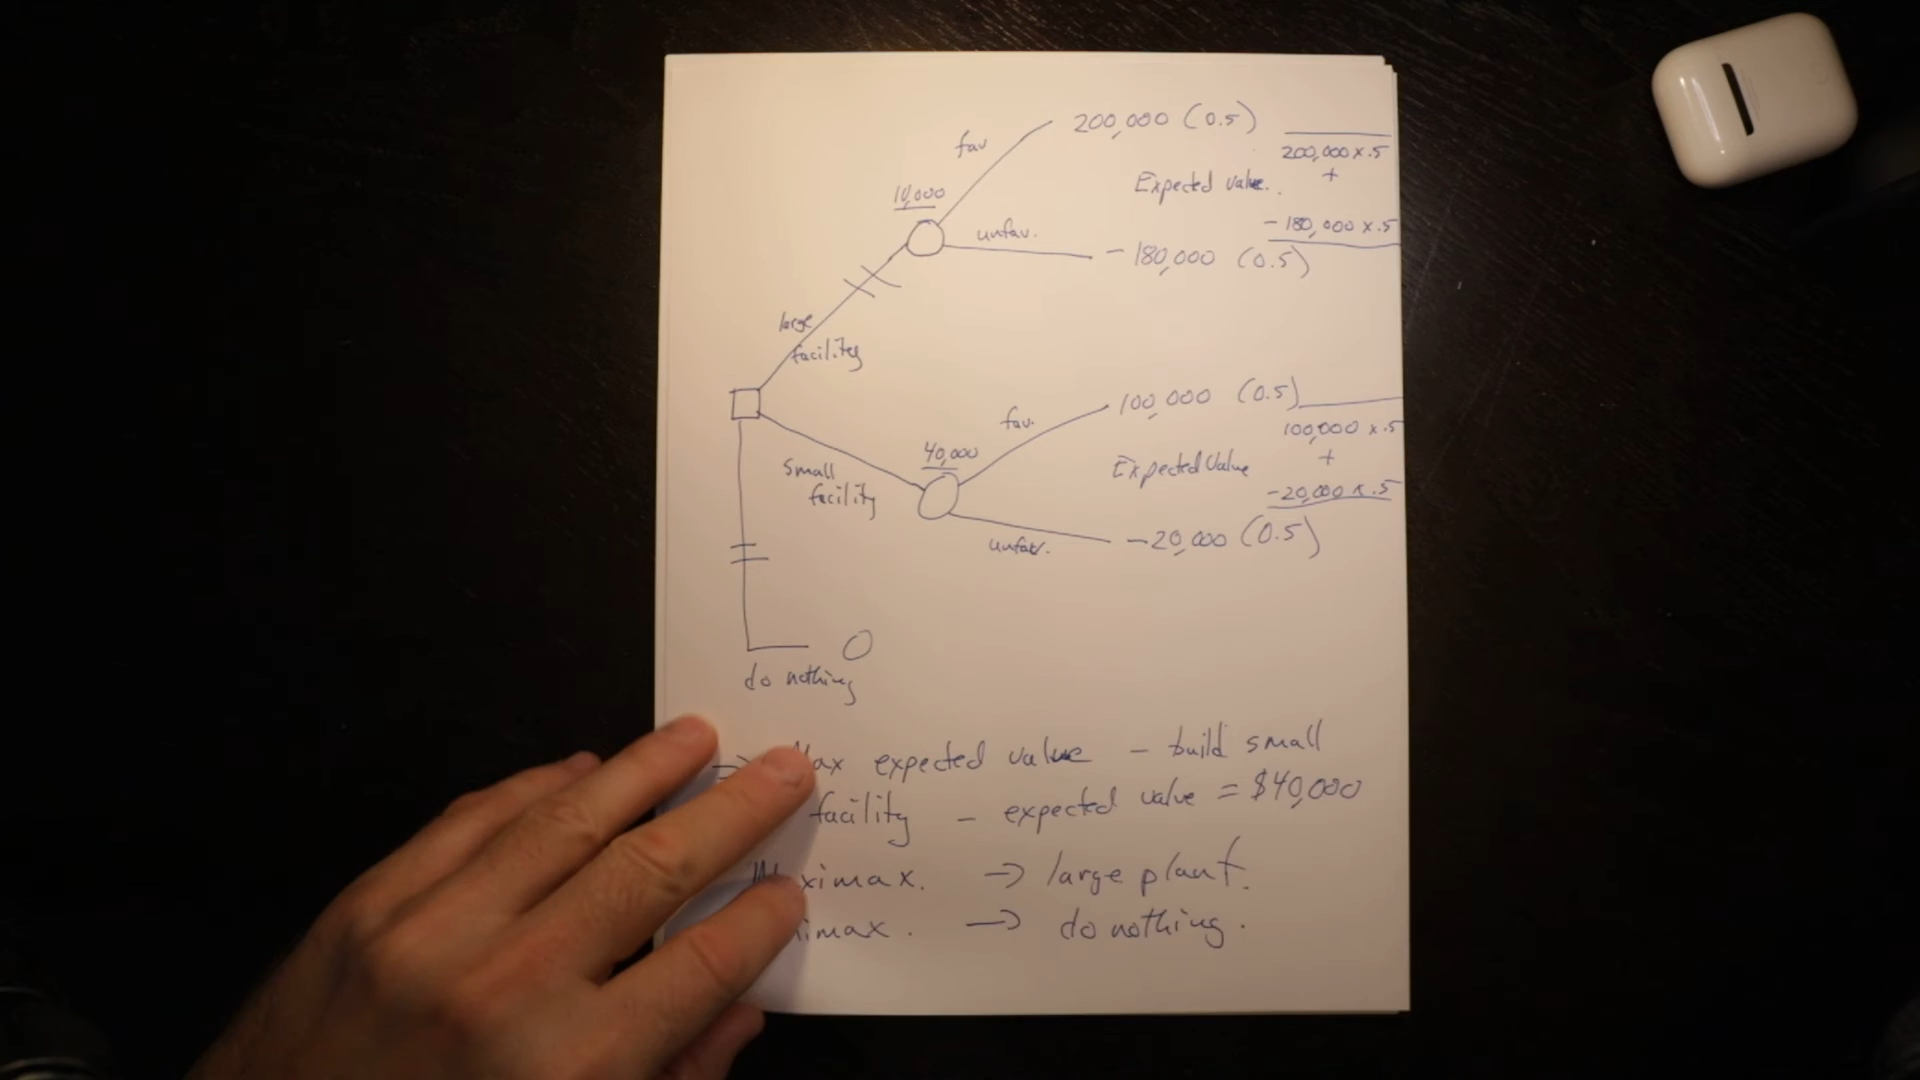 200,000 (0.5)
fav
200,000 x .5
+
Expected value..
10,000
- 180,000 x .5
unfav.
- 180,000 (0.5)
large
facility
100,000 (0.5)
fav.
100,000 x .5
40,000
+
Expected Value
small
facility
-20,000 x .5
-20,000 (0.5)
unfav.
0
do nothing
=> Max expected value - build small
facility - expected value = $40,000
Maximax. -> large plant.
-> do nothing.